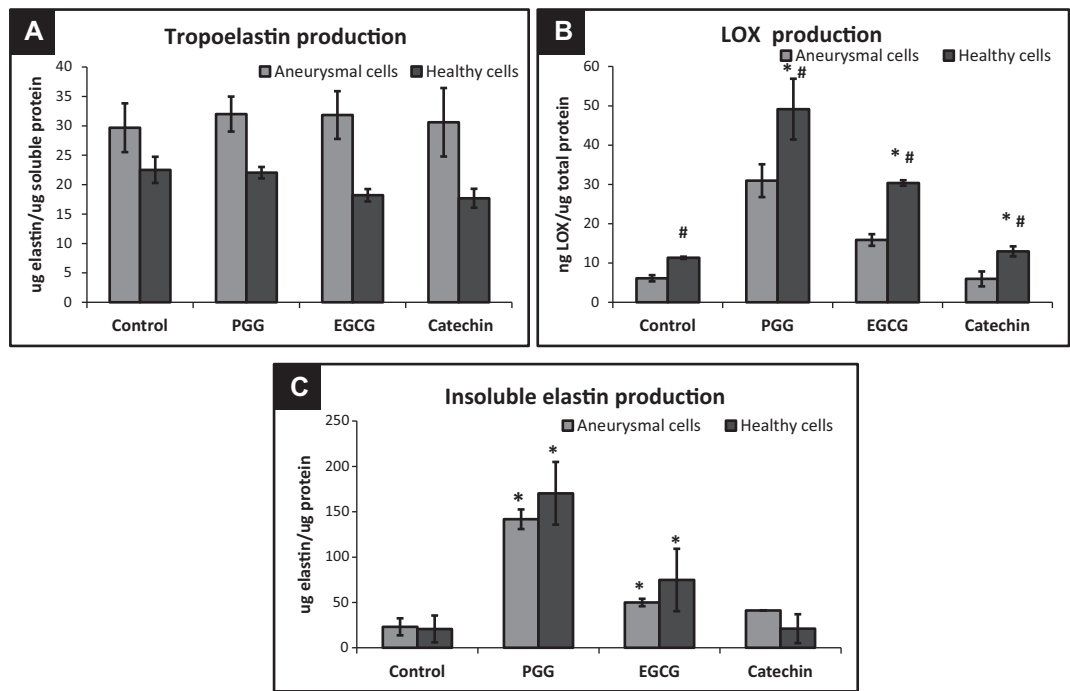 A
Tropoelastin production
Aneurysmal cells Healthy cells
ug elastin/ug soluble protein
40
35
30
25
20
15
10
5
0
Control PGG EGCG Catechin
B
LOX production
Aneurysmal cells Healthy cells
ng LOX/ug total protein
60
50
40
30
20
10
0
#
* #
* #
* #
Control PGG EGCG Catechin
C
Insoluble elastin production
Aneurysmal cells Healthy cells
ug elastin/ug protein
250
200
150
100
50
0
* *
* *
Control PGG EGCG Catechin